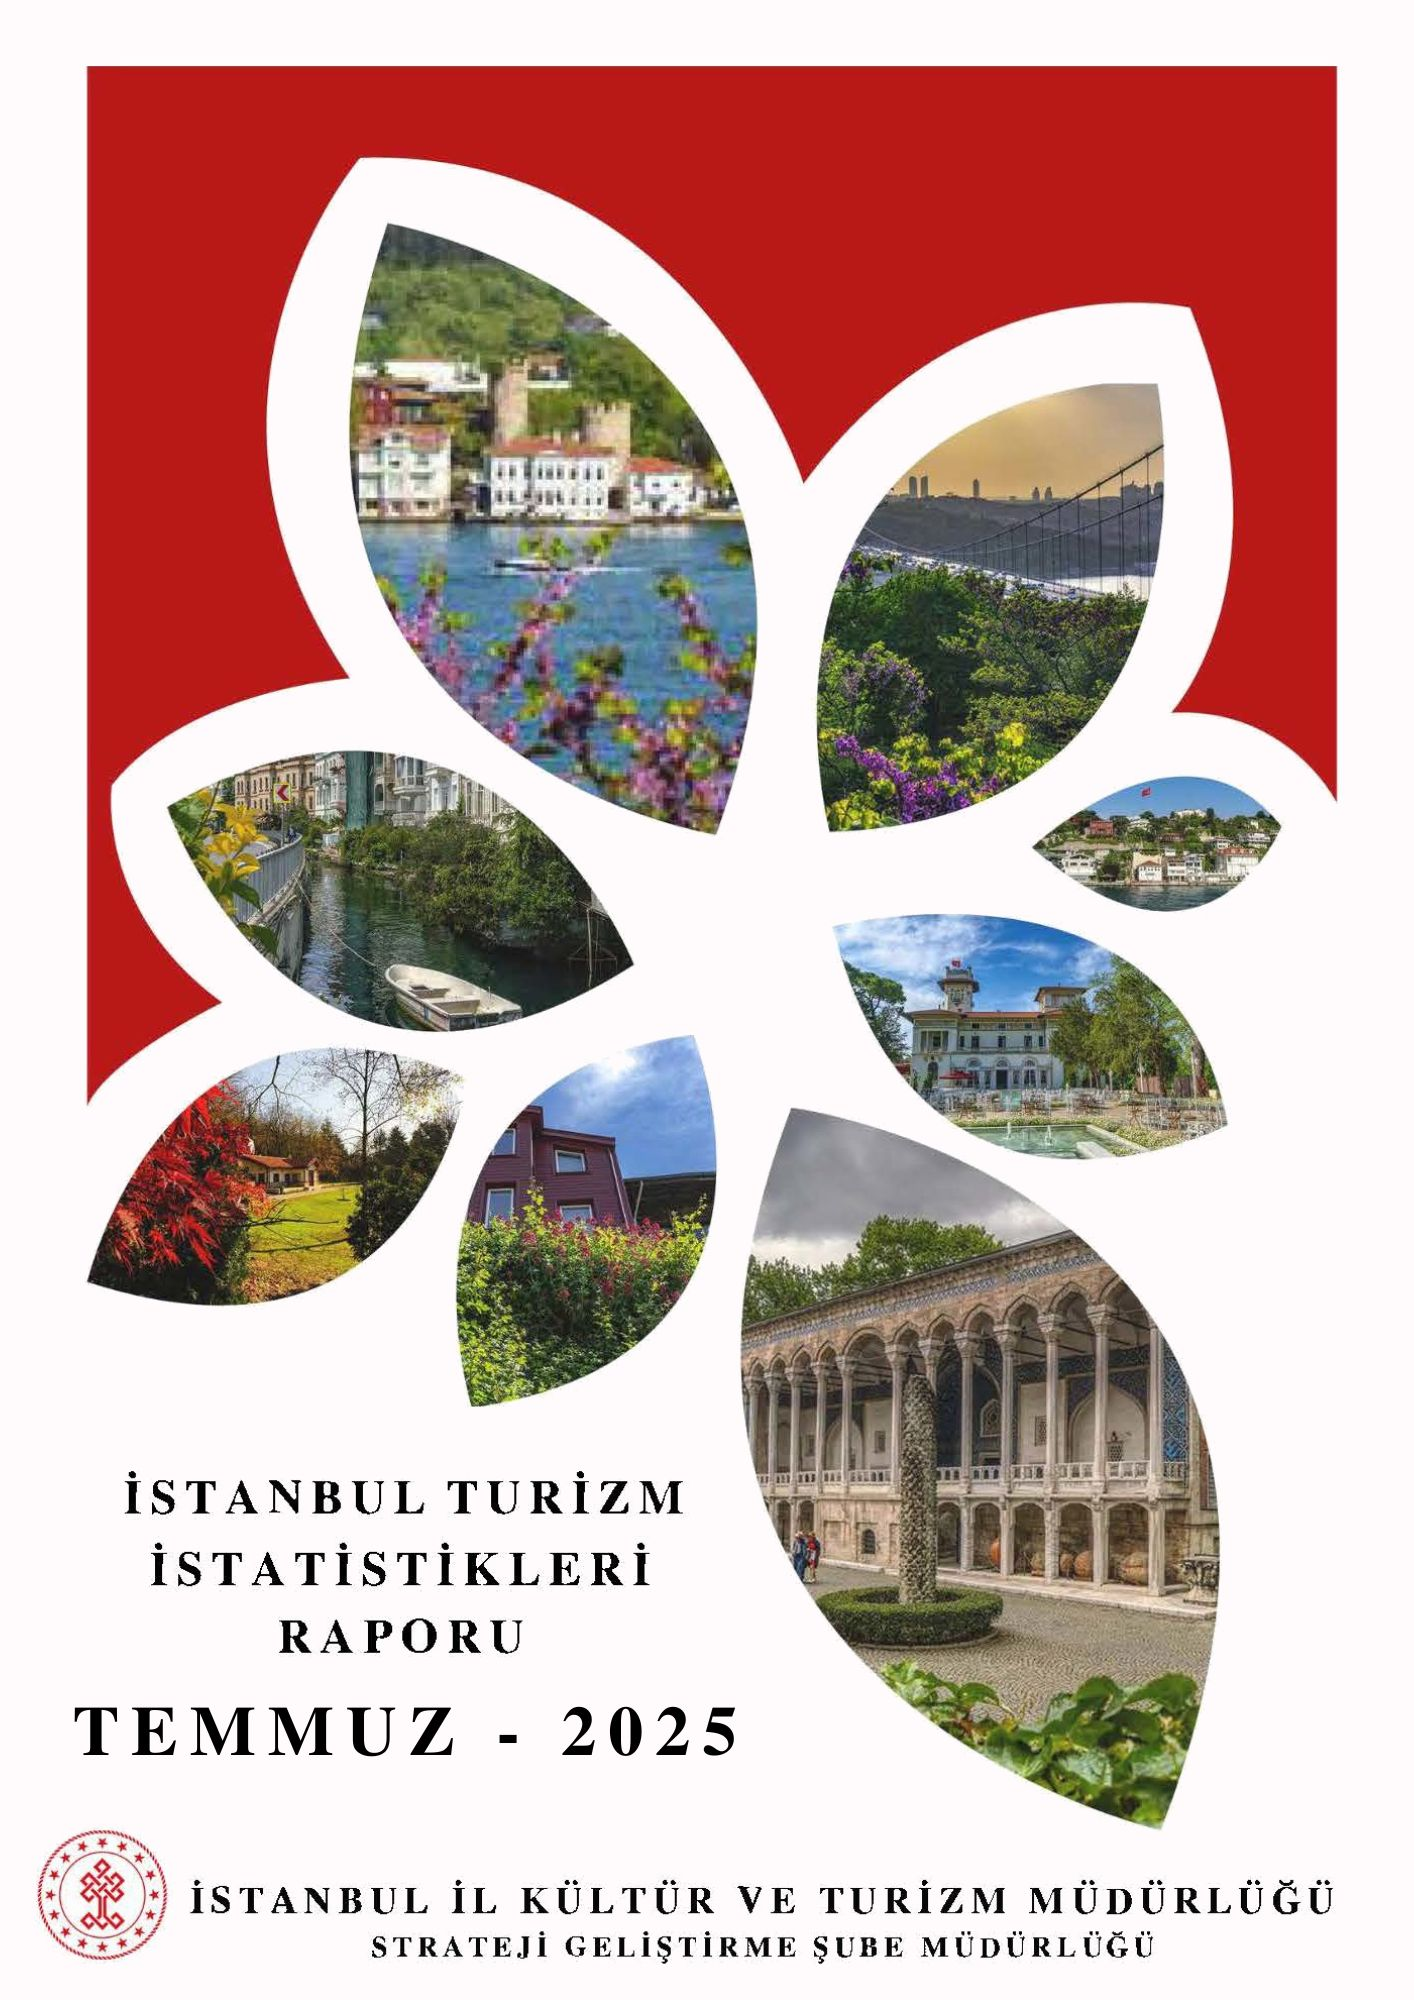 İSTANBUL TURİZM
İSTATİSTİKLERİ
RAPORU
TEMMUZ - 2025
İSTANBUL İL KÜLTÜR VE TURİZM MÜDÜRLÜĞÜ
STRATEJİ GELİŞTİRME ŞUBE MÜDÜRLÜĞÜ